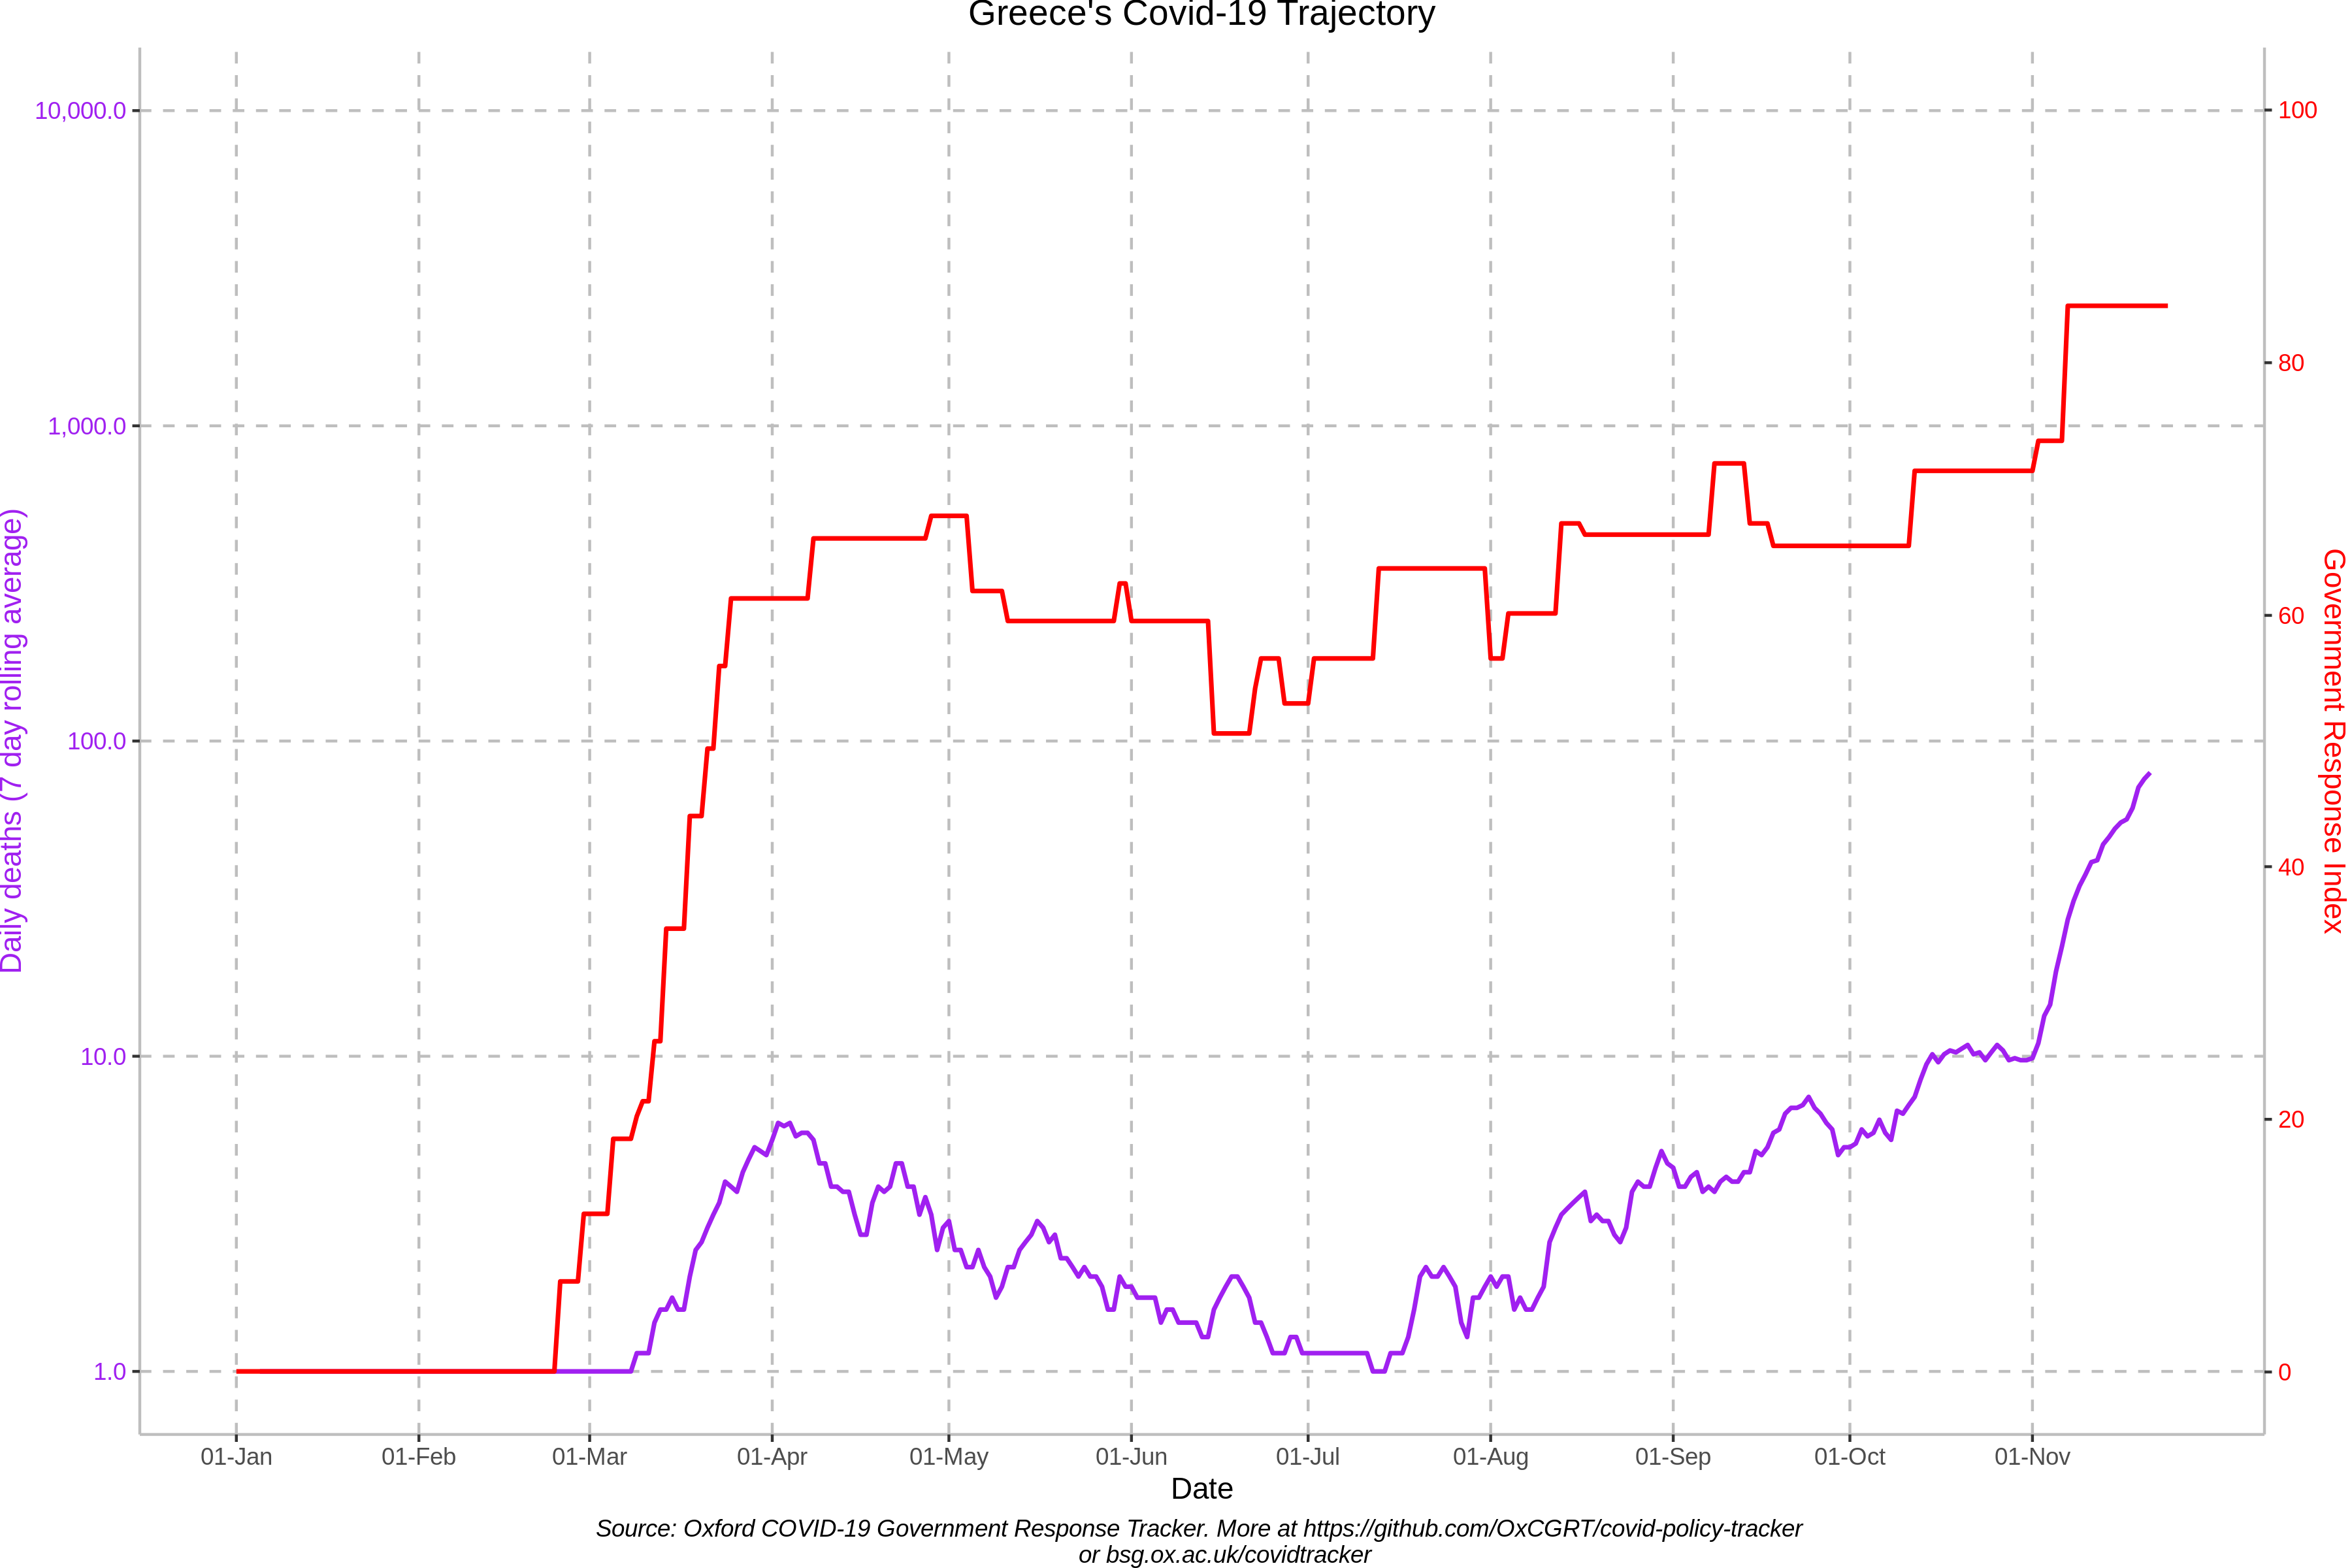 Greece's Covid-19 Trajectory
10,000.0
1,000.0
100.0
10.0
1.0
Daily deaths (7 day rolling average)
100
80
60
40
20
0
Government Response Index
01-Jan 01-Feb 01-Mar 01-Apr 01-May 01-Jun 01-Jul 01-Aug 01-Sep 01-Oct 01-Nov
Date
Source: Oxford COVID-19 Government Response Tracker. More at https://github.com/OxCGRT/covid-policy-tracker
or bsg.ox.ac.uk/covidtracker